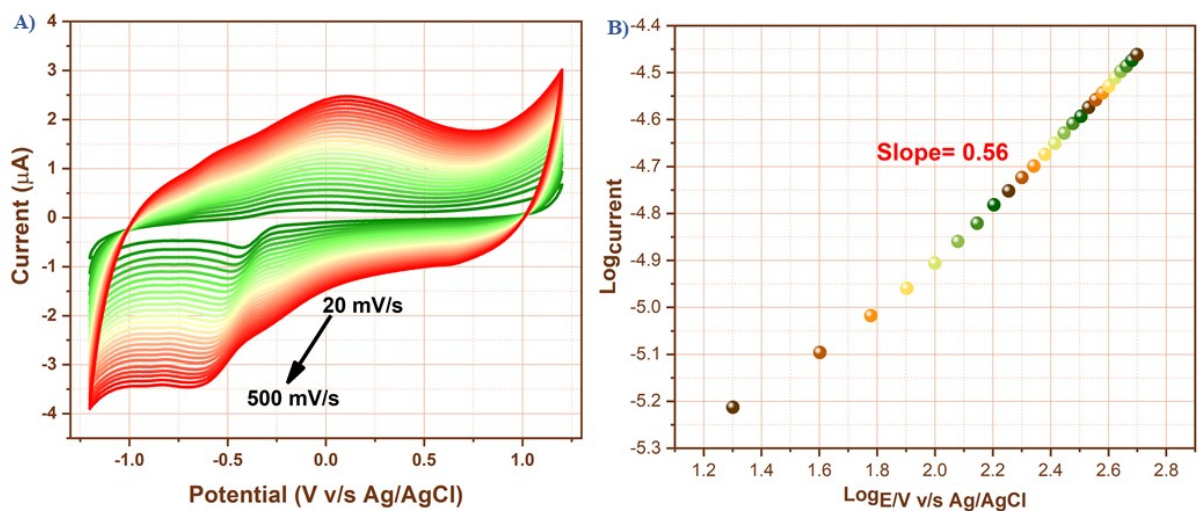 A)
4
3
2
1
0
-1
-2
-3
-4
Current (μA)
20 mV/s
500 mV/s
-1.0 -0.5 0.0 0.5 1.0
Potential (V v/s Ag/AgCl)
B)
-4.4
-4.5
-4.6
-4.7
-4.8
-4.9
-5.0
-5.1
-5.2
-5.3
Logcurrent
Slope= 0.56
1.2 1.4 1.6 1.8 2.0 2.2 2.4 2.6 2.8
LogE/V v/s Ag/AgCl